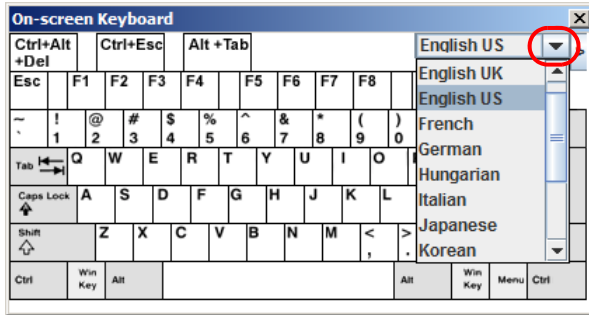 On-screen Keyboard
Ctrl+Alt +Del Ctrl+Esc Alt +Tab English US
Esc F1 F2 F3 F4 F5 F6 F7 F8
English UK
English US
French
German
Hungarian
Italian
Japanese
Korean
~ ! @ # $ % ^ & * ( )
` 1 2 3 4 5 6 7 8 9 0
Tab Q W E R T Y U I O
Caps Lock A S D F G H J K L
Shift Z X C V B N M < >
, .
Ctrl Win Key Alt Alt Win Key Menu Ctrl